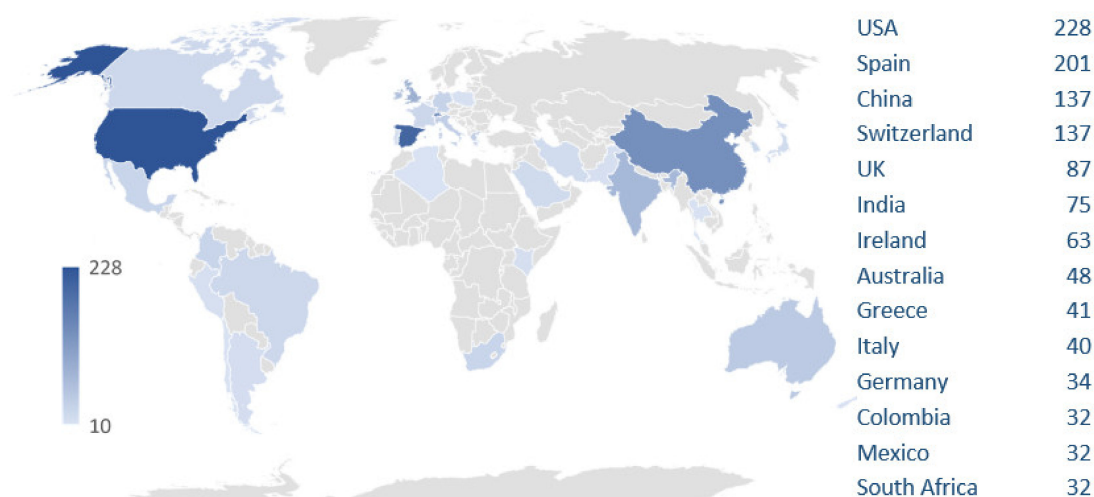 USA 228
Spain 201
China 137
Switzerland 137
UK 87
India 75
Ireland 63
Australia 48
Greece 41
Italy 40
Germany 34
Colombia 32
Mexico 32
South Africa 32
228
10